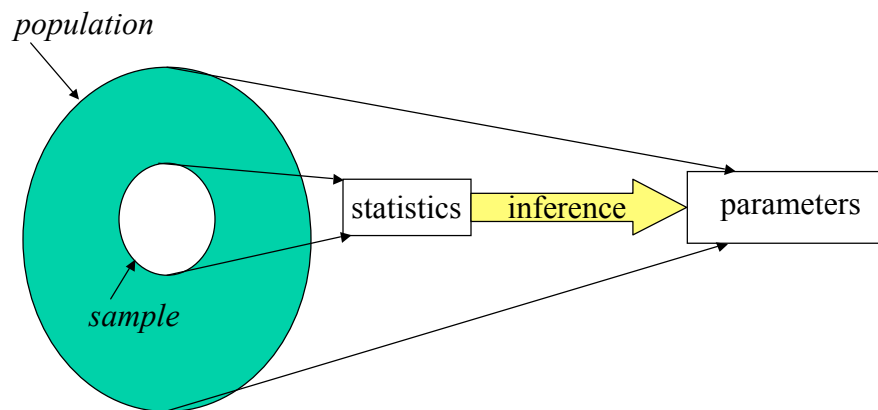 population
statistics
inference
parameters
sample